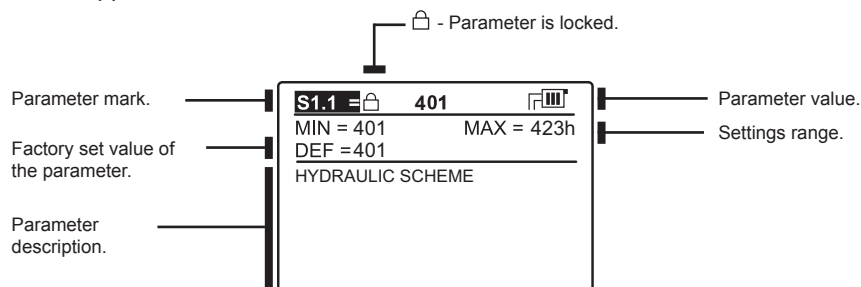 - Parameter is locked.
Parameter mark.
S1.1 = 401
Parameter value.
MIN = 401 MAX = 423h
Settings range.
Factory set value of
the parameter.
DEF =401
HYDRAULIC SCHEME
Parameter
description.